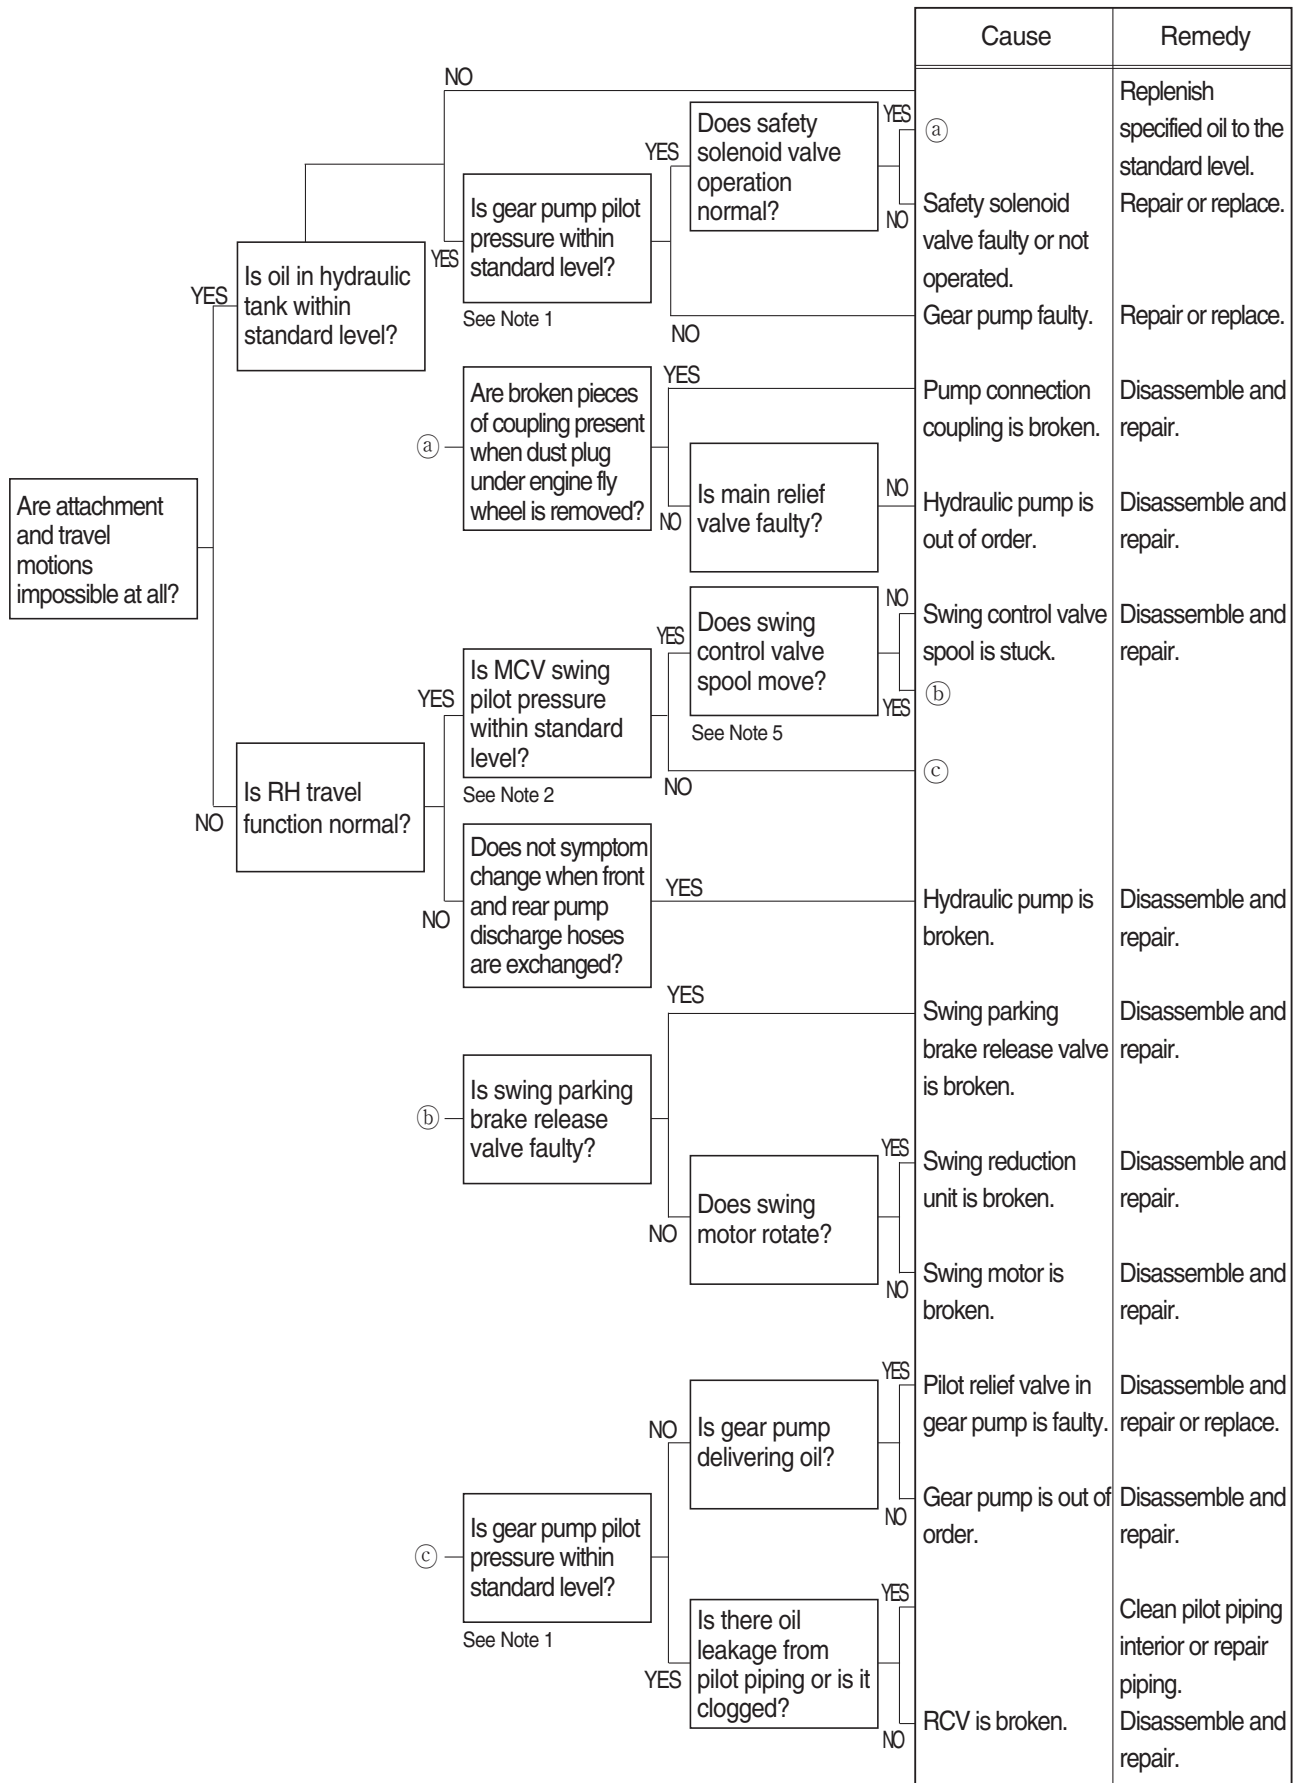 Cause
Remedy
NO
Replenish
specified oil to the
standard level.
YES
Is oil in hydraulic
tank within
standard level?
YES
Is gear pump pilot
pressure within
standard level?
See Note 1
YES
Does safety
solenoid valve
operation
normal?
YES
ⓐ
NO
Safety solenoid
valve faulty or not
operated.
Repair or replace.
NO
Gear pump faulty.
Repair or replace.
ⓐ
Are broken pieces
of coupling present
when dust plug
under engine fly
wheel is removed?
YES
Pump connection
coupling is broken.
Disassemble and
repair.
NO
Is main relief
valve faulty?
NO
Hydraulic pump is
out of order.
Disassemble and
repair.
Are attachment
and travel
motions
impossible at all?
NO
Is RH travel
function normal?
YES
Is MCV swing
pilot pressure
within standard
level?
See Note 2
YES
Does swing
control valve
spool move?
See Note 5
NO
Swing control valve
spool is stuck.
Disassemble and
repair.
YES
ⓑ
NO
ⓒ
NO
Does not symptom
change when front
and rear pump
discharge hoses
are exchanged?
YES
Hydraulic pump is
broken.
Disassemble and
repair.
ⓑ
Is swing parking
brake release
valve faulty?
YES
Swing parking
brake release valve
is broken.
Disassemble and
repair.
NO
Does swing
motor rotate?
YES
Swing reduction
unit is broken.
Disassemble and
repair.
NO
Swing motor is
broken.
Disassemble and
repair.
ⓒ
Is gear pump pilot
pressure within
standard level?
See Note 1
NO
Is gear pump
delivering oil?
YES
Pilot relief valve in
gear pump is faulty.
Disassemble and
repair or replace.
NO
Gear pump is out of
order.
Disassemble and
repair.
YES
Is there oil
leakage from
pilot piping or is it
clogged?
YES
Clean pilot piping
interior or repair
piping.
NO
RCV is broken.
Disassemble and
repair.